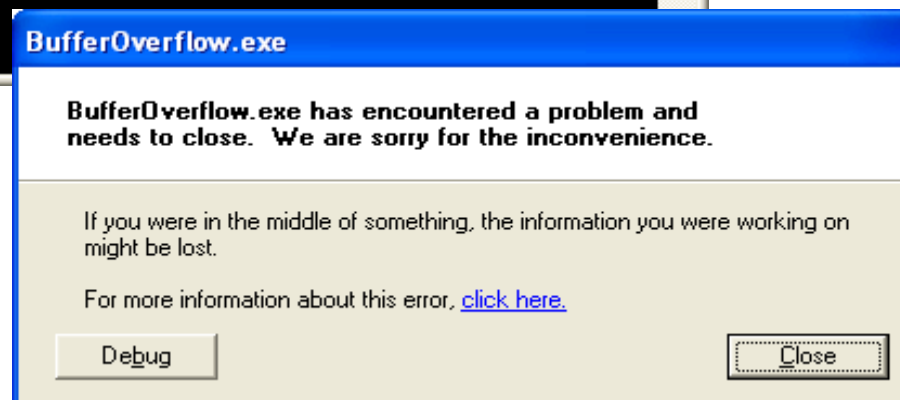 BufferOverflow.exe
BufferOverflow.exe has encountered a problem and
needs to close.  We are sorry for the inconvenience.
If you were in the middle of something, the information you were working on
might be lost.
For more information about this error, click here.
Debug
Close